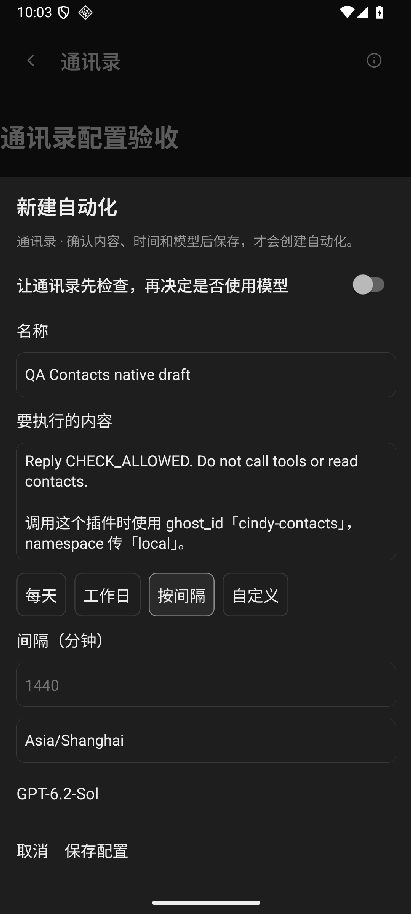 10:03
通讯录
通讯录配置验收
新建自动化
通讯录 · 确认内容、时间和模型后保存，才会创建自动化。
让通讯录先检查，再决定是否使用模型
名称
QA Contacts native draft
要执行的内容
Reply CHECK_ALLOWED. Do not call tools or read
contacts.
调用这个插件时使用 ghost_id「cindy-contacts」，
namespace 传「local」。
每天 工作日 按间隔 自定义
间隔（分钟）
1440
Asia/Shanghai
GPT-6.2-Sol
取消 保存配置